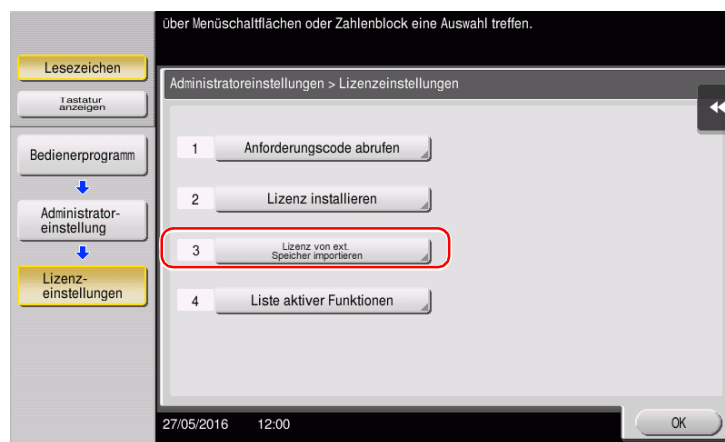 über Menüschaltflächen oder Zahlenblock eine Auswahl treffen.
Lesezeichen
Tastatur
anzeigen
Bedienerprogramm
Administrator-
einstellung
Lizenz-
einstellungen
Administratoreinstellungen > Lizenzeinstellungen
1 Anforderungscode abrufen
2 Lizenz installieren
3 Lizenz von ext.
Speicher importieren
4 Liste aktiver Funktionen
27/05/2016 12:00
OK